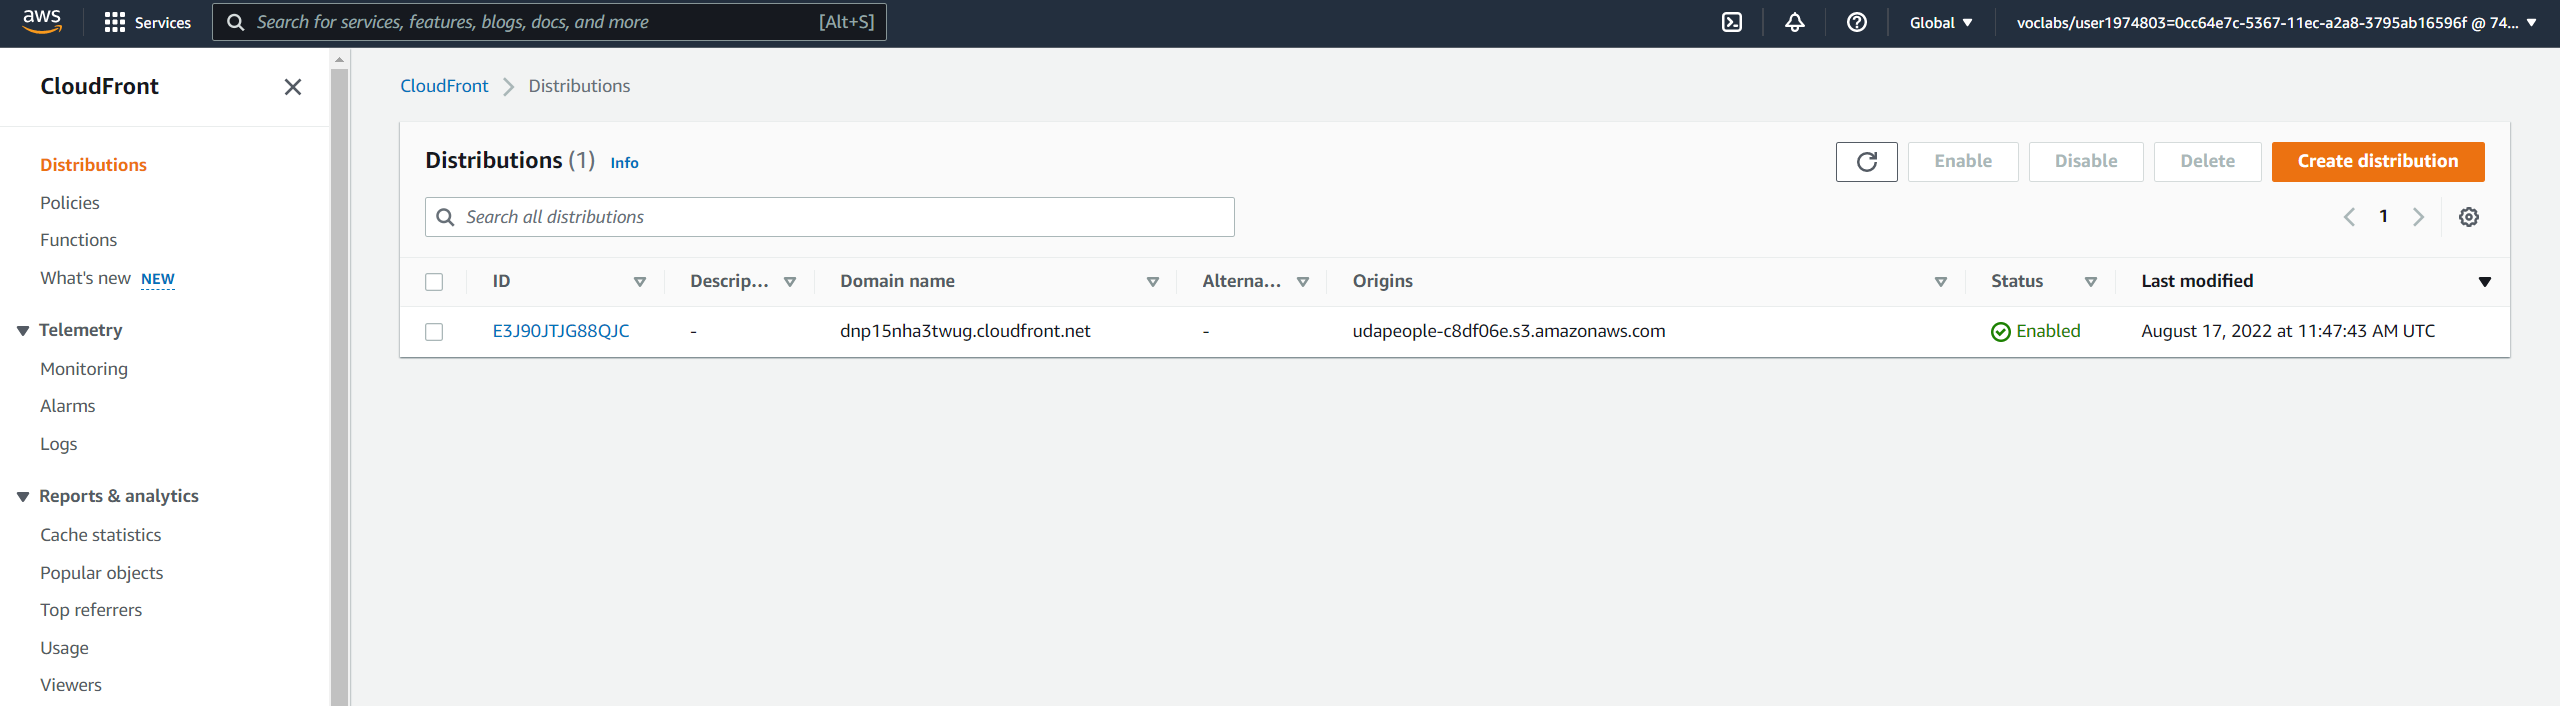 aws
Services
Search for services, features, blogs, docs, and more [Alt+S]
Global
voclabs/user1974803=0cc64e7c-5367-11ec-a2a8-3795ab16596f @ 74...
CloudFront
Distributions
Policies
Functions
What's new NEW
Telemetry
Monitoring
Alarms
Logs
Reports & analytics
Cache statistics
Popular objects
Top referrers
Usage
Viewers
CloudFront > Distributions
Distributions (1) Info
Enable Disable Delete Create distribution
Search all distributions
1
ID Descrip... Domain name Alterna... Origins Status Last modified
E3J90JTJG88QJC - dnp15nha3twug.cloudfront.net - udapeople-c8df06e.s3.amazonaws.com Enabled August 17, 2022 at 11:47:43 AM UTC